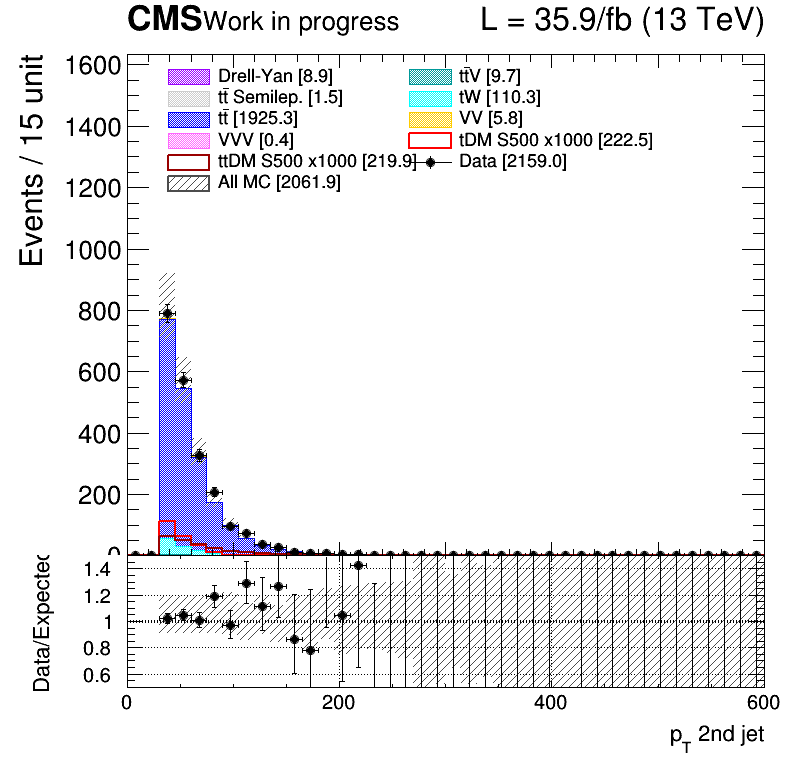 CMS Work in progress L = 35.9/fb (13 TeV)
Events / 15 unit
1600
1400
1200
1000
800
600
400
200
0
Drell-Yan [8.9] tt̄V [9.7]
tt̄ Semilep. [1.5] tW [110.3]
tt̄ [1925.3] VV [5.8]
VVV [0.4] tDM S500 x1000 [222.5]
ttDM S500 x1000 [219.9] Data [2159.0]
All MC [2061.9]
Data/Expected
1.4
1.2
1
0.8
0.6
0 200 400 600
p_T 2nd jet